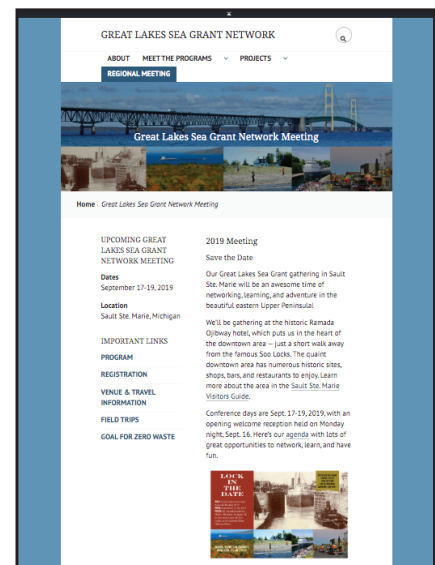 GREAT LAKES SEA GRANT NETWORK
ABOUT MEET THE PROGRAMS PROJECTS
REGIONAL MEETING
Great Lakes Sea Grant Network Meeting
Home Great Lakes Sea Grant Network Meeting
UPCOMING GREAT
LAKES SEA GRANT
NETWORK MEETING
Dates
September 17-19, 2019
Location
Sault Ste. Marie, Michigan
IMPORTANT LINKS
PROGRAM
REGISTRATION
VENUE & TRAVEL
INFORMATION
FIELD TRIPS
GOAL FOR ZERO WASTE
2019 Meeting
Save the Date
Our Great Lakes Sea Grant gathering in Sault
Ste. Marie will be an awesome time of
networking, learning, and adventure in the
beautiful eastern Upper Peninsula!
We'll be gathering at the historic Ramada
Ojibway hotel, which puts us in the heart of
the downtown area — just a short walk away
from the famous Soo Locks. The quaint
downtown area has numerous historic sites,
shops, bars, and restaurants to enjoy. Learn
more about the area in the Sault Ste. Marie
Visitors Guide.
Conference days are Sept. 17-19, 2019, with an
opening welcome reception held on Monday
night, Sept. 16. Here's our agenda with lots of
great opportunities to network, learn, and have
fun.
LOCK
IN
THE
DATE